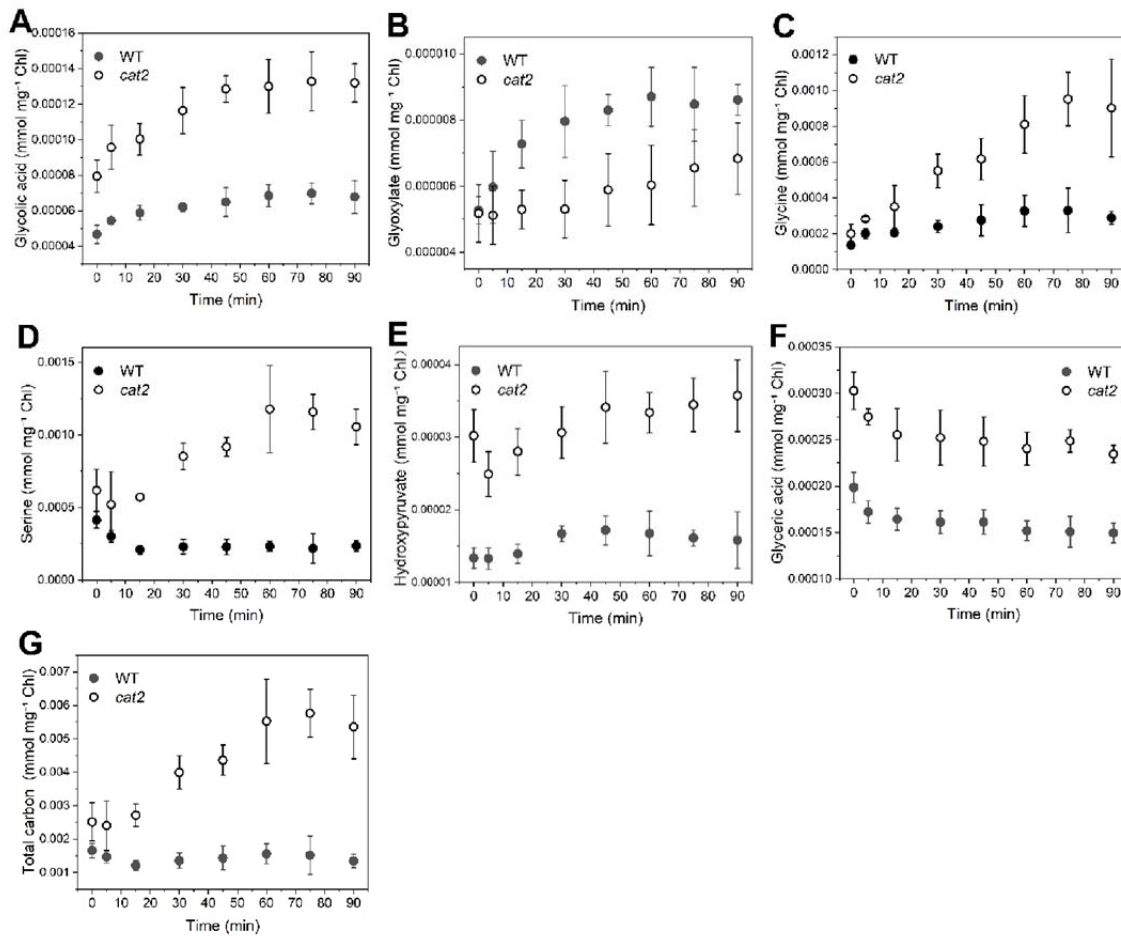 A
Glycolic acid (mmol mg⁻¹ Chl)
0.00016
0.00014
0.00012
0.00010
0.00008
0.00006
0.00004
WT
cat2
0 10 20 30 40 50 60 70 80 90
Time (min)
B
Glyoxylate (mmol mg⁻¹ Chl)
0.000010
0.000008
0.000006
0.000004
WT
cat2
0 10 20 30 40 50 60 70 80 90
Time (min)
C
Glycine (mmol mg⁻¹ Chl)
0.0012
0.0010
0.0008
0.0006
0.0004
0.0002
0.0000
WT
cat2
0 10 20 30 40 50 60 70 80 90
Time (min)
D
Serine (mmol mg⁻¹ Chl)
0.0015
0.0010
0.0005
0.0000
WT
cat2
0 10 20 30 40 50 60 70 80 90
Time (min)
E
Hydroxypyruvate (mmol mg⁻¹ Chl)
0.00004
0.00003
0.00002
0.00001
WT
cat2
0 10 20 30 40 50 60 70 80 90
Time (min)
F
Glyceric acid (mmol mg⁻¹ Chl)
0.00035
0.00030
0.00025
0.00020
0.00015
0.00010
WT
cat2
0 10 20 30 40 50 60 70 80 90
Time (min)
G
Total carbon (mmol mg⁻¹ Chl)
0.007
0.006
0.005
0.004
0.003
0.002
0.001
WT
cat2
0 10 20 30 40 50 60 70 80 90
Time (min)